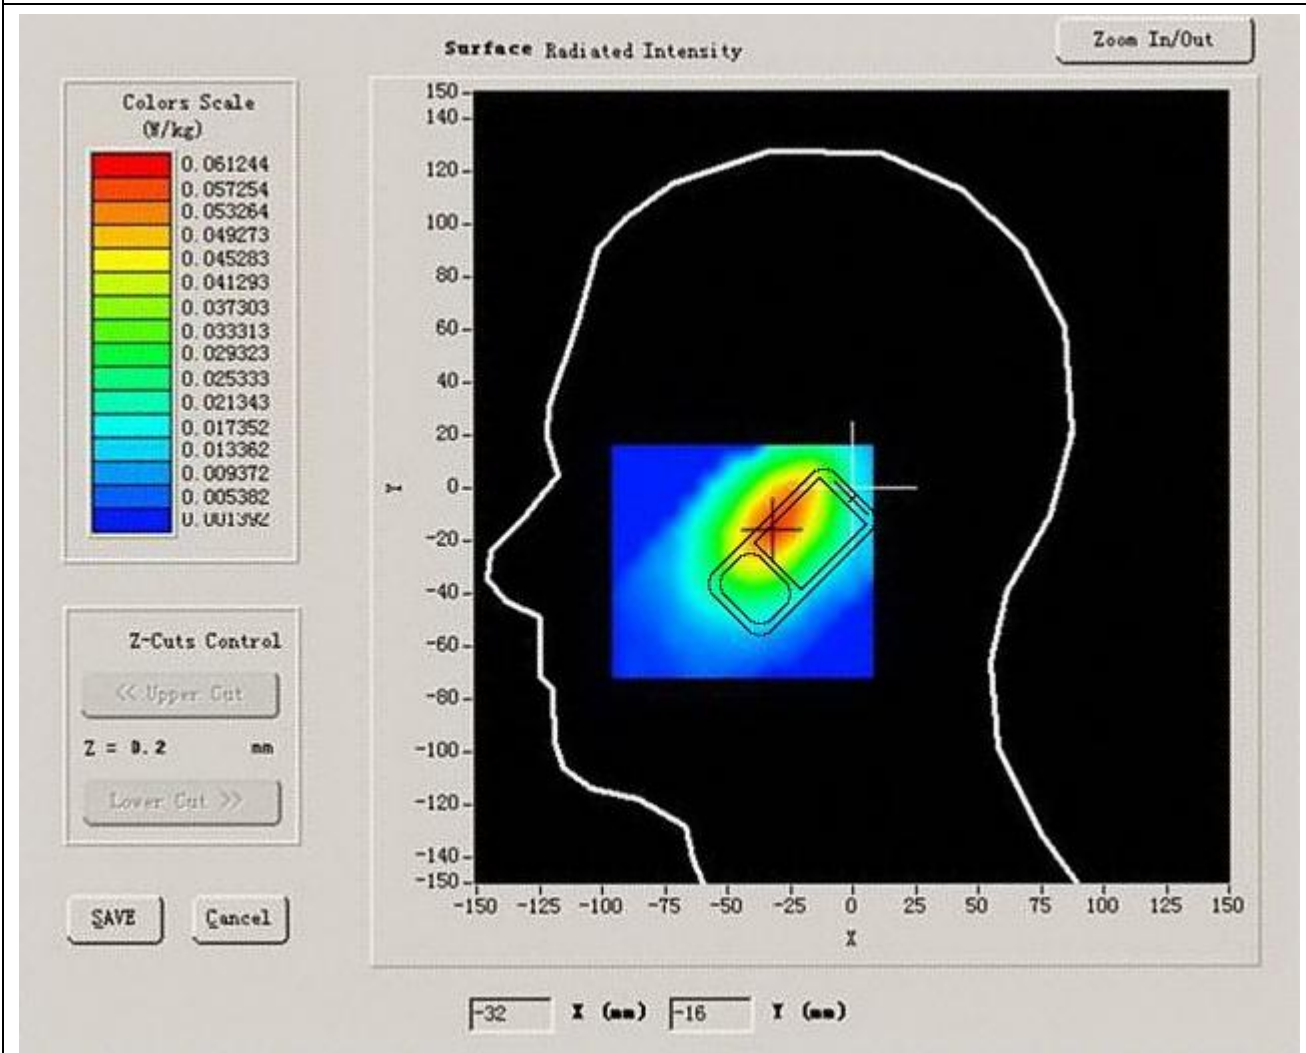 Surface Radiated Intensity
Zoom In/Out
Colors Scale
(W/kg)
0.061244
0.057254
0.053264
0.049273
0.045283
0.041293
0.037303
0.033313
0.029323
0.025333
0.021343
0.017352
0.013362
0.009372
0.005382
0.001392
Z-Cuts Control
<< Upper Cut
Z = 0.2 mm
Lower Cut >>
SAVE
Cancel
150
140
120
100
80
60
40
20
0
-20
-40
-60
-80
-100
-120
-140
-150
Y
-150 -125 -100 -75 -50 -25 0 25 50 75 100 125 150
X
-32 X (mm) -16 Y (mm)